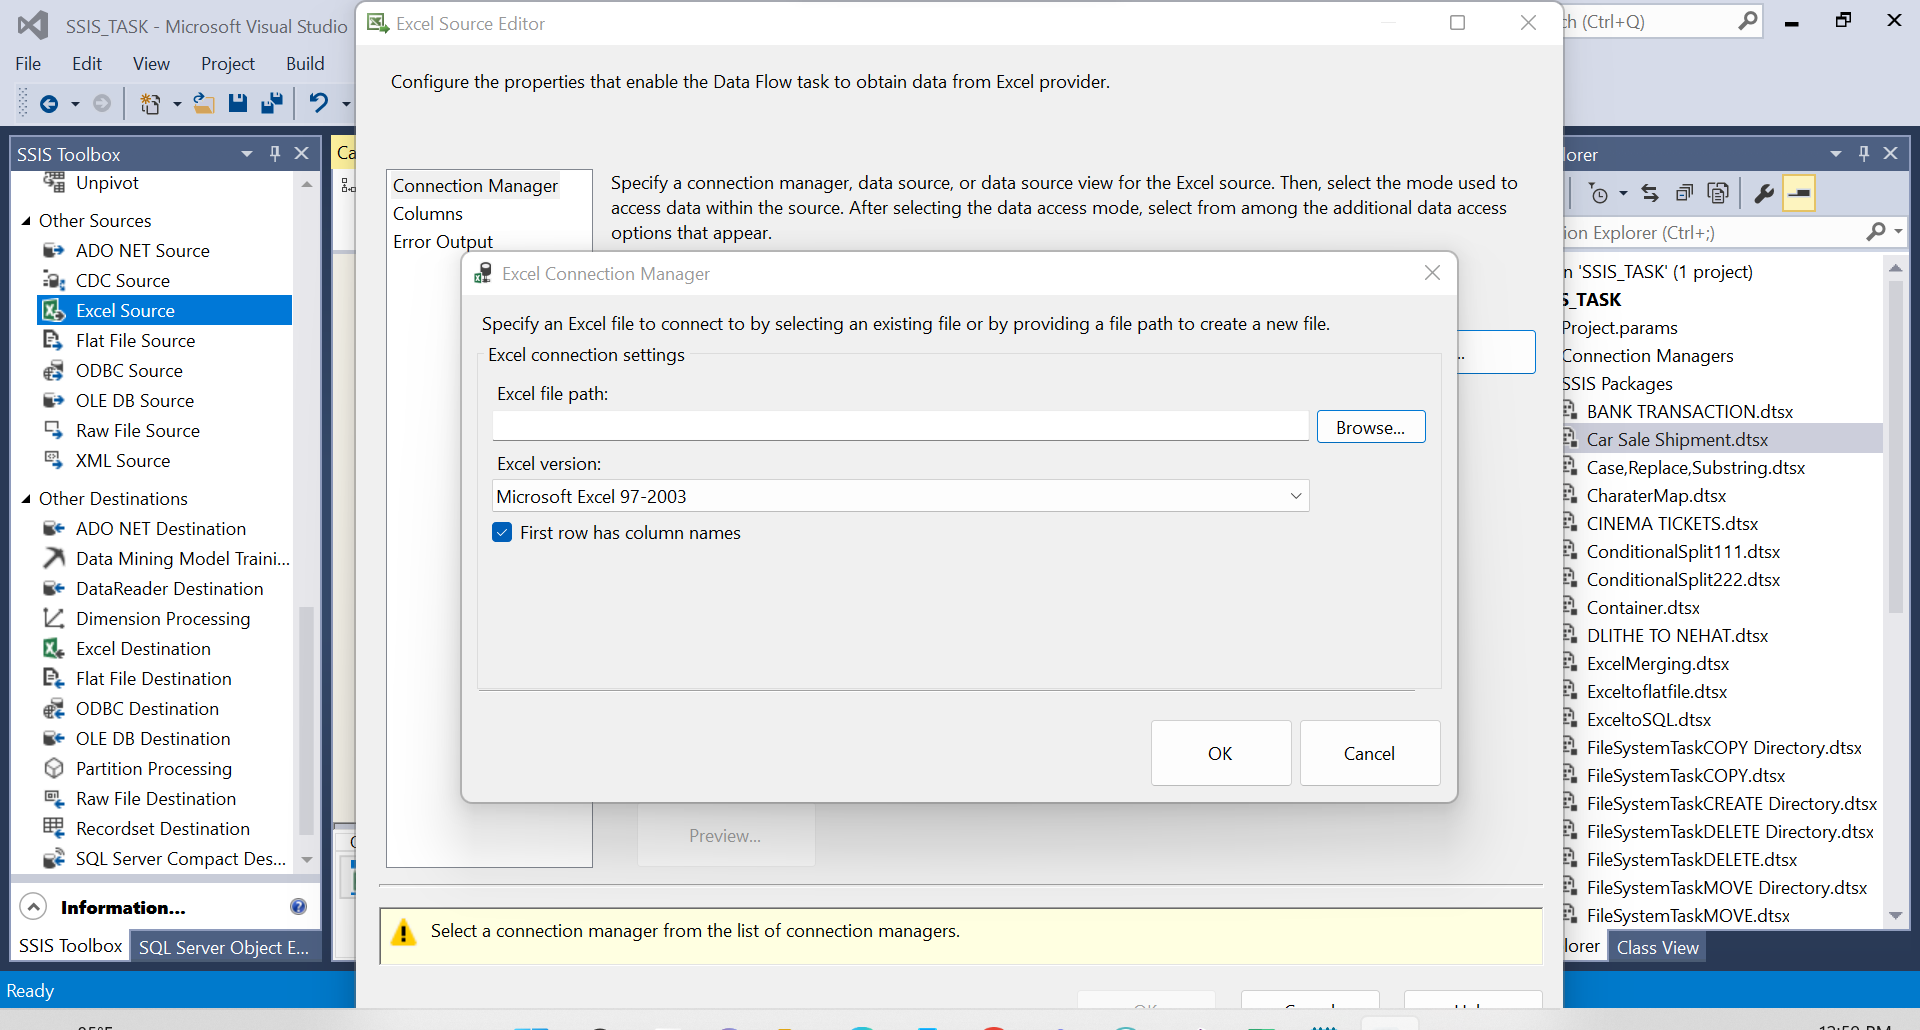 SSIS_TASK - Microsoft Visual Studio
File Edit View Project Build
SSIS Toolbox
Unpivot
Other Sources
ADO NET Source
CDC Source
Excel Source
Flat File Source
ODBC Source
OLE DB Source
Raw File Source
XML Source
Other Destinations
ADO NET Destination
Data Mining Model Traini...
DataReader Destination
Dimension Processing
Excel Destination
Flat File Destination
ODBC Destination
OLE DB Destination
Partition Processing
Raw File Destination
Recordset Destination
SQL Server Compact Des...
Information...
SSIS Toolbox SQL Server Object E...
Ready
Ca
Excel Source Editor
Configure the properties that enable the Data Flow task to obtain data from Excel provider.
Connection Manager
Columns
Error Output
Specify a connection manager, data source, or data source view for the Excel source. Then, select the mode used to
access data within the source. After selecting the data access mode, select from among the additional data access
options that appear.
Excel Connection Manager
Specify an Excel file to connect to by selecting an existing file or by providing a file path to create a new file.
Excel connection settings
Excel file path:
Browse...
Excel version:
Microsoft Excel 97-2003
First row has column names
OK Cancel
Preview...
Select a connection manager from the list of connection managers.
ch (Ctrl+Q)
lorer
ion Explorer (Ctrl+;)
n 'SSIS_TASK' (1 project)
S_TASK
Project.params
Connection Managers
SSIS Packages
BANK TRANSACTION.dtsx
Car Sale Shipment.dtsx
Case,Replace,Substring.dtsx
CharaterMap.dtsx
CINEMA TICKETS.dtsx
ConditionalSplit111.dtsx
ConditionalSplit222.dtsx
Container.dtsx
DLITHE TO NEHAT.dtsx
ExcelMerging.dtsx
Exceltoflatfile.dtsx
ExceltoSQL.dtsx
FileSystemTaskCOPY Directory.dtsx
FileSystemTaskCOPY.dtsx
FileSystemTaskCREATE Directory.dtsx
FileSystemTaskDELETE Directory.dtsx
FileSystemTaskDELETE.dtsx
FileSystemTaskMOVE Directory.dtsx
FileSystemTaskMOVE.dtsx
lorer Class View